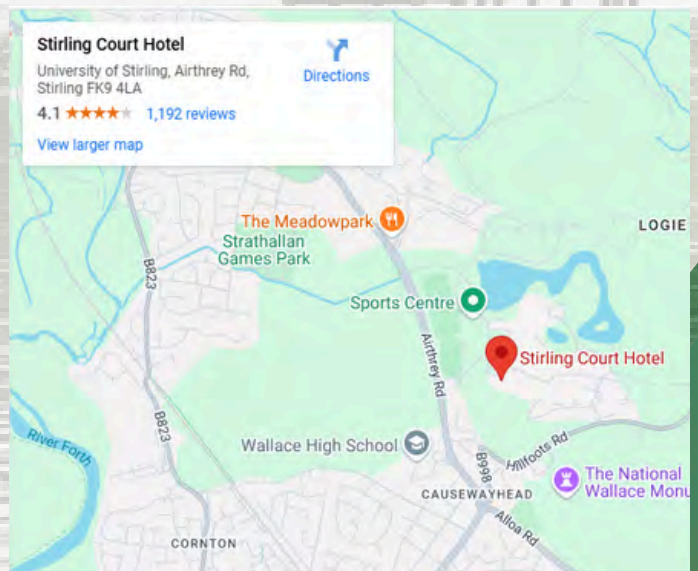 Stirling Court Hotel
University of Stirling, Airthrey Rd,
Stirling FK9 4LA
4.1
1,192 reviews
Directions
View larger map
The Meadowpark
Strathallan
Games Park
LOGIE
B823
Sports Centre
Airthrey Rd
Stirling Court Hotel
B823
River Forth
Wallace High School
B998
Hillfoots Rd
The National
Wallace Monu
CAUSEWAYHEAD
Alloa Rd
CORNTON